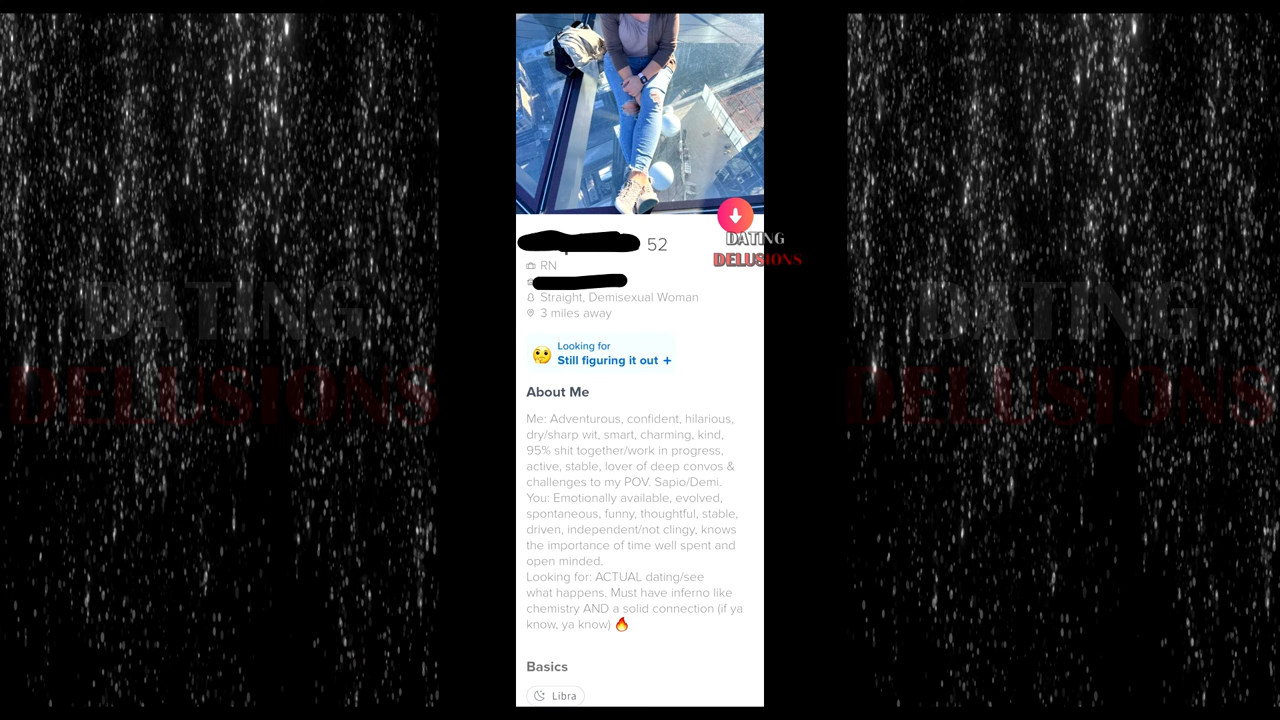 52
RN
Straight, Demisexual Woman
3 miles away
Looking for
Still figuring it out +
About Me
Me: Adventurous, confident, hilarious,
dry/sharp wit, smart, charming, kind,
95% shit together/work in progress,
active, stable, lover of deep convos &
challenges to my POV. Sapio/Demi.
You: Emotionally available, evolved,
spontaneous, funny, thoughtful, stable,
driven, independent/not clingy, knows
the importance of time well spent and
open minded.
Looking for: ACTUAL dating/see
what happens. Must have inferno like
chemistry AND a solid connection (if ya
know, ya know) 🔥
Basics
Libra
DATING
DELUSIONS
DATING
DELUSIONS
DATING
DELUSIONS